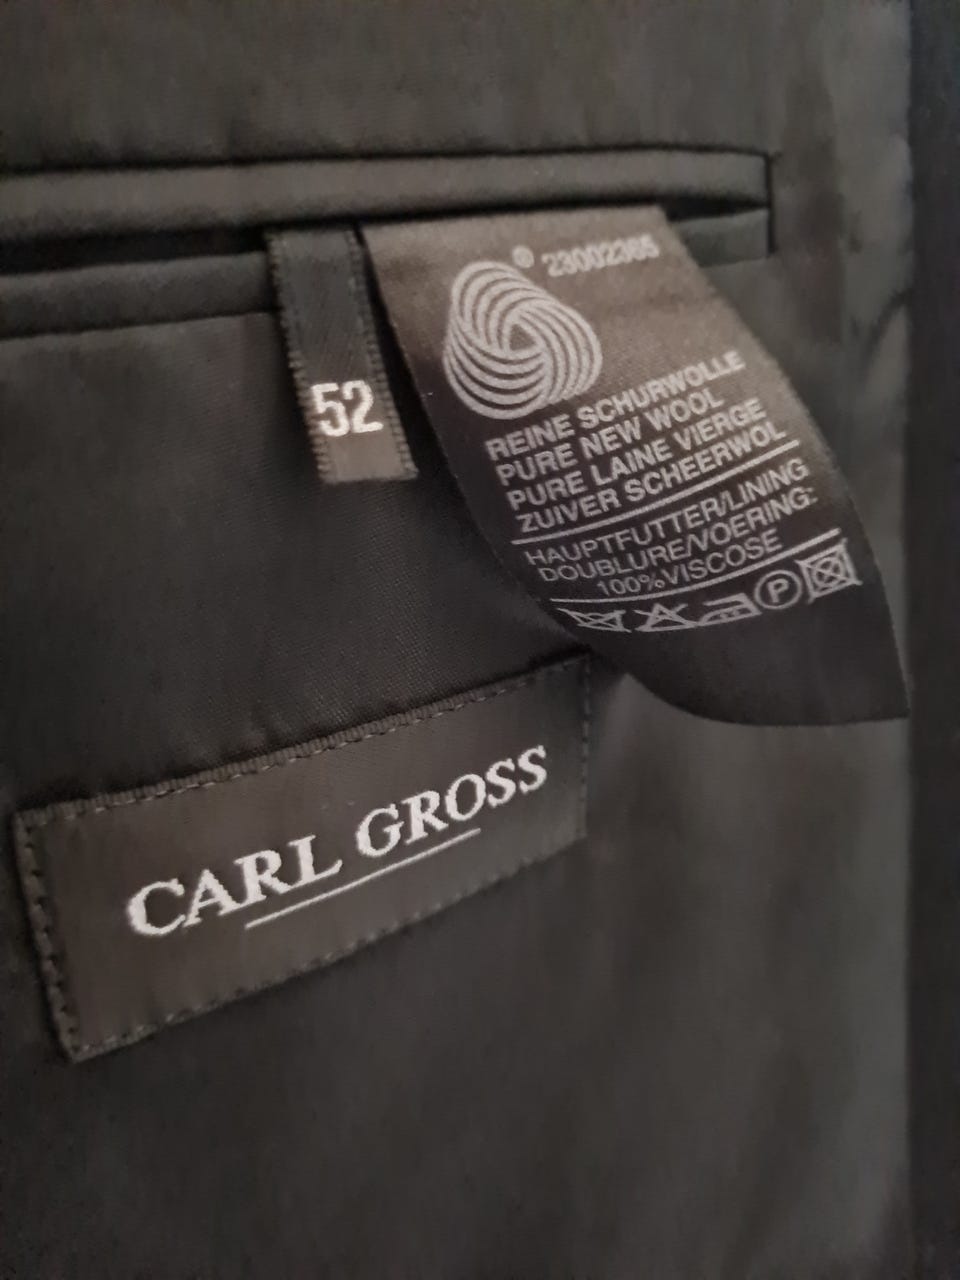 52
® 23002365
REINE SCHURWOLLE
PURE NEW WOOL
PURE LAINE VIERGE
ZUIVER SCHEERWOL
HAUPTFUTTER/LINING
DOUBLURE/VOERING:
100%VISCOSE
P
CARL GROSS